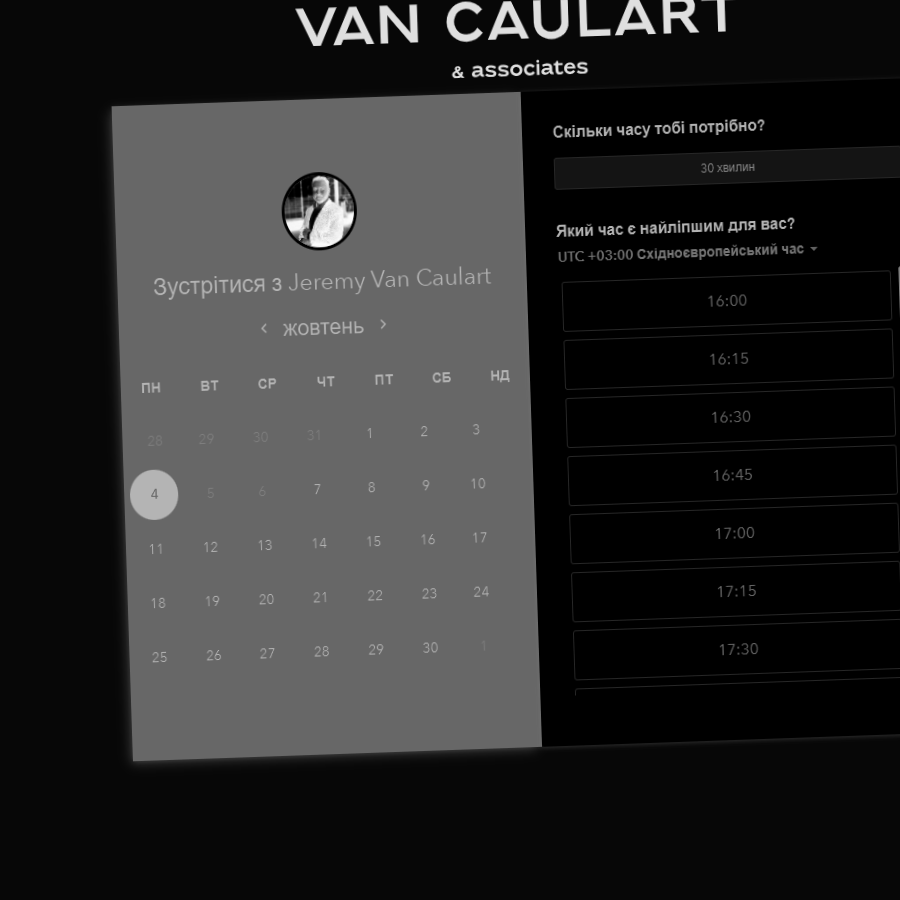 VAN CAULART
& associates
Зустрітися з Jeremy Van Caulart
жовтень
ПН ВТ СР ЧТ ПТ СБ НД
28 29 30 31 1 2 3
4 5 6 7 8 9 10
11 12 13 14 15 16 17
18 19 20 21 22 23 24
25 26 27 28 29 30 1
Скільки часу тобі потрібно?
30 хвилин
Який час є найліпшим для вас?
UTC +03:00 Східноєвропейський час
16:00
16:15
16:30
16:45
17:00
17:15
17:30